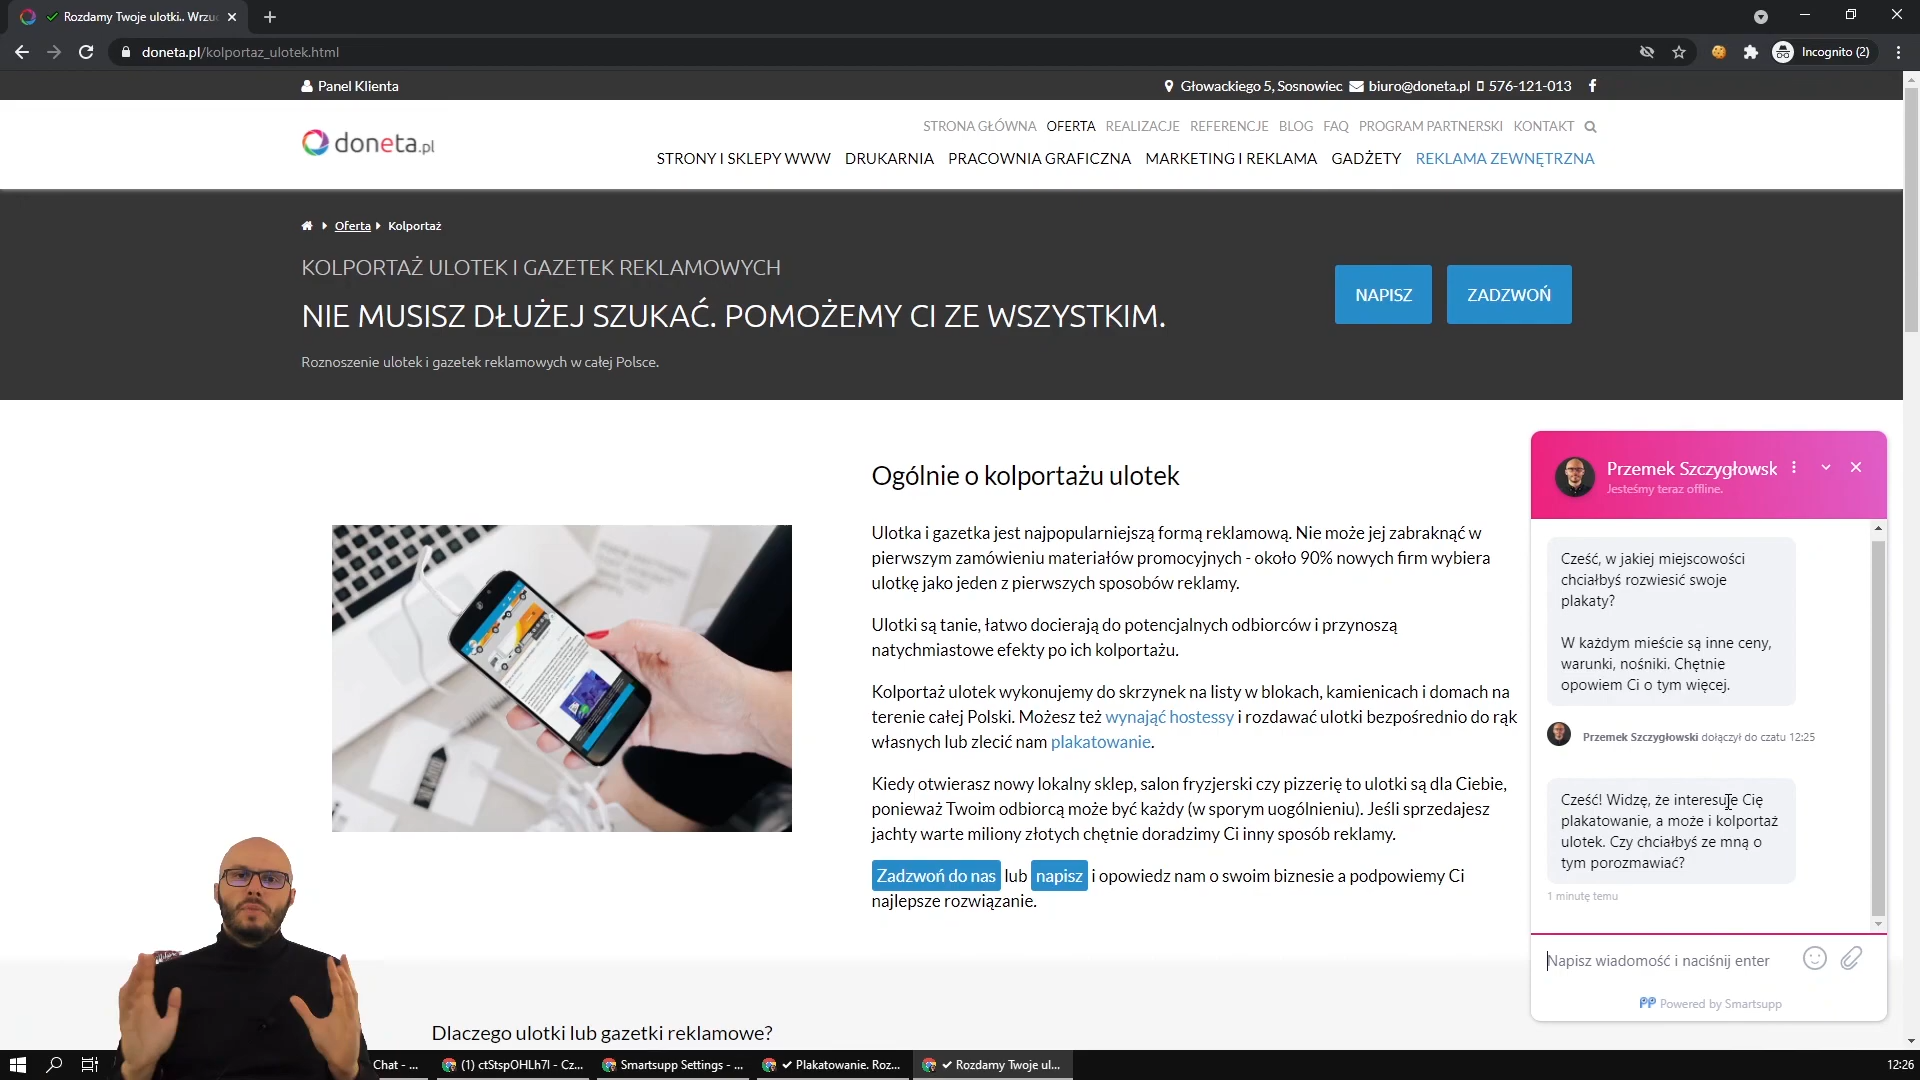 Rozdamy Twoje ulotki.. Wrzuc
doneta.pl/kolportaz_ulotek.html
Incognito (2)
Panel Klienta
Głowackiego 5, Sosnowiec
biuro@doneta.pl
576-121-013
doneta.pl
STRONA GŁÓWNA OFERTA REALIZACJE REFERENCJE BLOG FAQ PROGRAM PARTNERSKI KONTAKT
STRONY I SKLEPY WWW DRUKARNIA PRACOWNIA GRAFICZNA MARKETING I REKLAMA GADŻETY REKLAMA ZEWNĘTRZNA
Oferta Kolportaż
KOLPORTAŻ ULOTEK I GAZETEK REKLAMOWYCH
NIE MUSISZ DŁUŻEJ SZUKAĆ. POMOŻEMY CI ZE WSZYSTKIM.
Roznoszenie ulotek i gazetek reklamowych w całej Polsce.
NAPISZ
ZADZWOŃ
Ogólnie o kolportażu ulotek
Ulotka i gazetka jest najpopularniejszą formą reklamową. Nie może jej zabraknąć w
pierwszym zamówieniu materiałów promocyjnych - około 90% nowych firm wybiera
ulotkę jako jeden z pierwszych sposobów reklamy.
Ulotki są tanie, łatwo docierają do potencjalnych odbiorców i przynoszą
natychmiastowe efekty po ich kolportażu.
Kolportaż ulotek wykonujemy do skrzynek na listy w blokach, kamienicach i domach na
terenie całej Polski. Możesz też wynająć hostessy i rozdawać ulotki bezpośrednio do rąk
własnych lub zlecić nam plakatowanie.
Kiedy otwierasz nowy lokalny sklep, salon fryzjerski czy pizzerię to ulotki są dla Ciebie,
ponieważ Twoim odbiorcą może być każdy (w sporym uogólnieniu). Jeśli sprzedajesz
jachty warte miliony złotych chętnie doradzimy Ci inny sposób reklamy.
Zadzwoń do nas lub napisz i opowiedz nam o swoim biznesie a podpowiemy Ci
najlepsze rozwiązanie.
Dlaczego ulotki lub gazetki reklamowe?
Przemek Szczygłowsk
Jesteśmy teraz offline.
Cześć, w jakiej miejscowości
chciałbyś rozwiesić swoje
plakaty?
W każdym mieście są inne ceny,
warunki, nośniki. Chętnie
opowiem Ci o tym więcej.
Przemek Szczygłowski dołączył do czatu 12:25
Cześć! Widzę, że interesuje Cię
plakatowanie, a może i kolportaż
ulotek. Czy chciałbyś ze mną o
tym porozmawiać?
1 minutę temu
Napisz wiadomość i naciśnij enter
Powered by Smartsupp
Chat - ...
(1) ctStspOHLh7l - Cz...
Smartsupp Settings - ...
Plakatowanie. Roz...
Rozdamy Twoje ul...
12:26